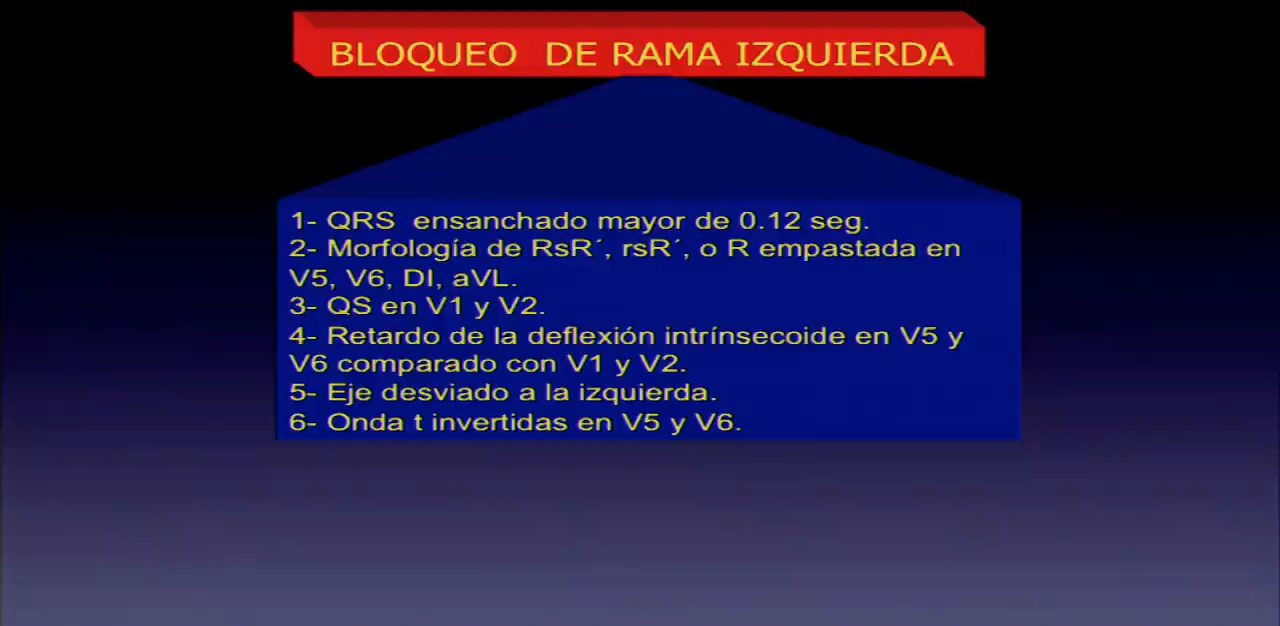 BLOQUEO DE RAMA IZQUIERDA
1- QRS ensanchado mayor de 0.12 seg.
2- Morfología de RsR´, rsR´, o R empastada en
V5, V6, DI, aVL.
3- QS en V1 y V2.
4- Retardo de la deflexión intrínsecoide en V5 y
V6 comparado con V1 y V2.
5- Eje desviado a la izquierda.
6- Onda t invertidas en V5 y V6.